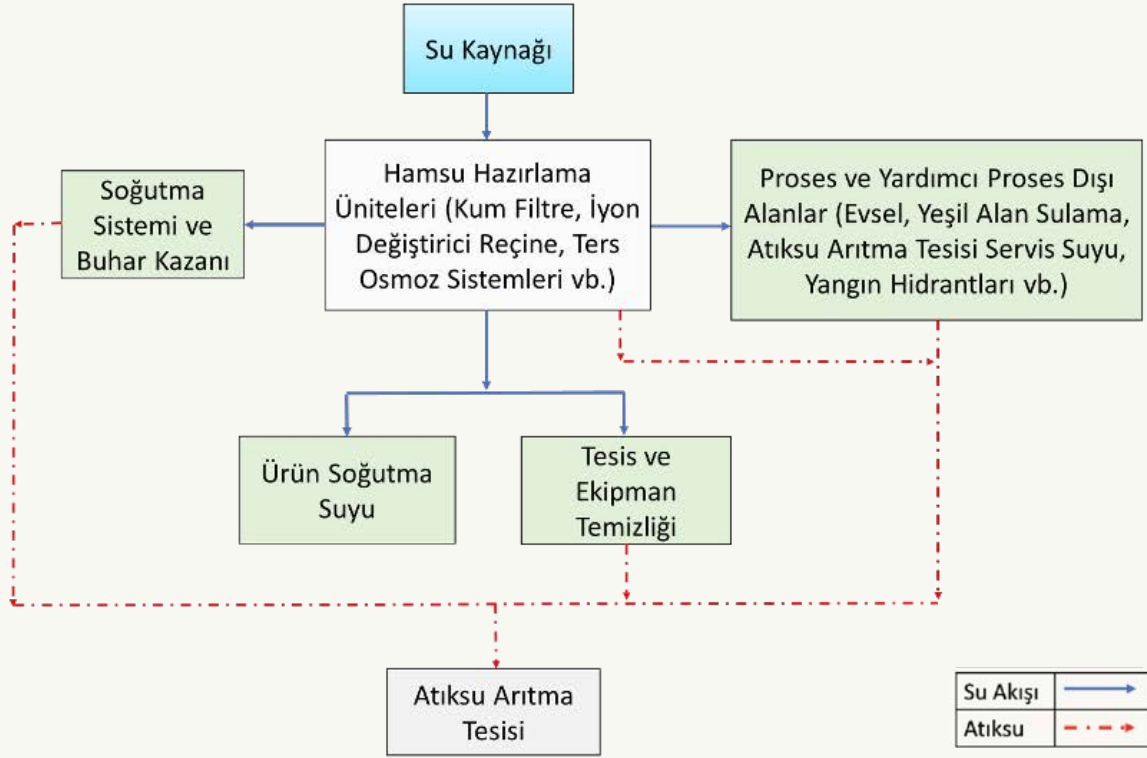 Su Kaynağı
Soğutma
Sistemi ve
Buhar Kazanı
Hamsu Hazırlama
Üniteleri (Kum Filtre, İyon
Değiştirici Reçine, Ters
Osmoz Sistemleri vb.)
Proses ve Yardımcı Proses Dışı
Alanlar (Evsel, Yeşil Alan Sulama,
Atıksu Arıtma Tesisi Servis Suyu,
Yangın Hidrantları vb.)
Ürün Soğutma
Suyu
Tesis ve
Ekipman
Temizliği
Atıksu Arıtma
Tesisi
Su Akışı
Atıksu